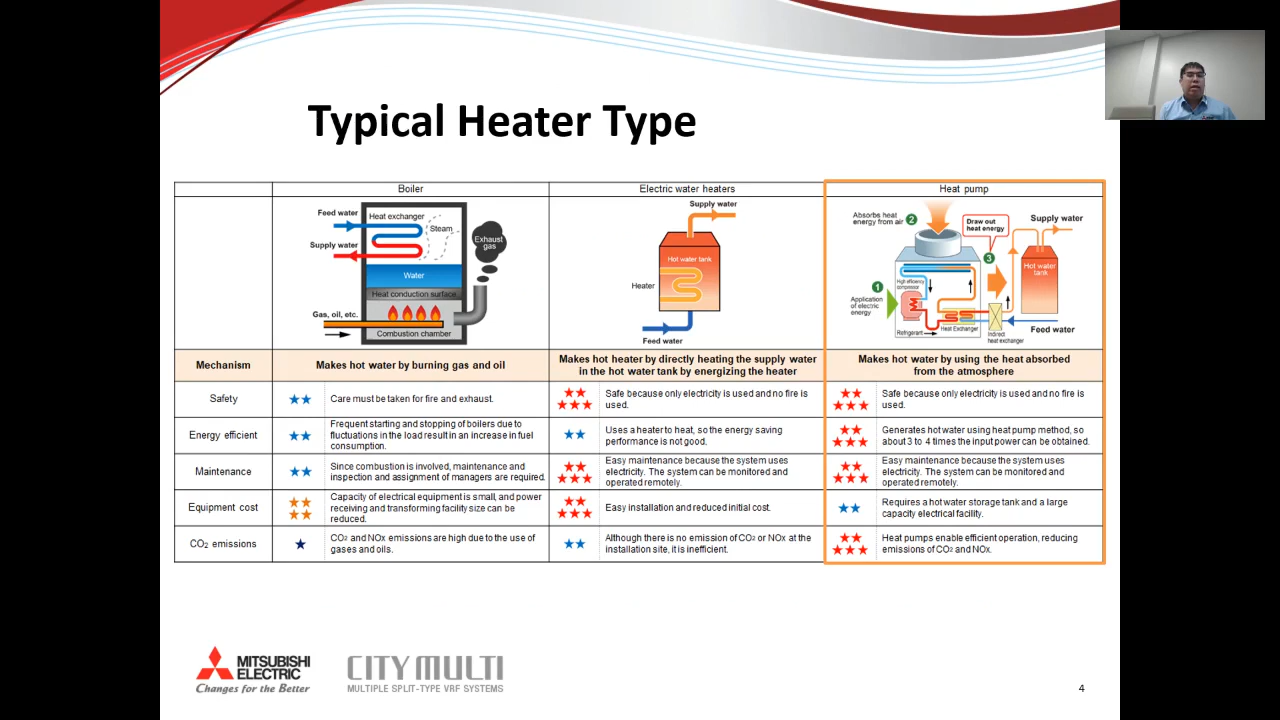 Typical Heater Type
Boiler
Electric water heaters
Heat pump
Feed water
Heat exchanger
Steam
Supply water
Exhaust
gas
Water
Heat conduction surface
Gas, oil, etc.
Combustion chamber
Supply water
Hot water tank
Heater
Feed water
Absorbs heat
energy from air
2
Draw out
heat energy
3
Supply water
Hot water
tank
1
High efficiency
compressor
Application
of electric
energy
Refrigerant
Heat Exchanger
Indirect
heat exchanger
Feed water
Mechanism
Makes hot water by burning gas and oil
Makes hot heater by directly heating the supply water
in the hot water tank by energizing the heater
Makes hot water by using the heat absorbed
from the atmosphere
Safety
★★
Care must be taken for fire and exhaust.
★★
★★★
Safe because only electricity is used and no fire is
used.
★★
★★★
Safe because only electricity is used and no fire is
used.
Energy efficient
★★
Frequent starting and stopping of boilers due to
fluctuations in the load result in an increase in fuel
consumption.
★★
Uses a heater to heat, so the energy saving
performance is not good.
★★
★★★
Generates hot water using heat pump method, so
about 3 to 4 times the input power can be obtained.
Maintenance
★★
Since combustion is involved, maintenance and
inspection and assignment of managers are required.
★★
★★★
Easy maintenance because the system uses
electricity. The system can be monitored and
operated remotely.
★★
★★★
Easy maintenance because the system uses
electricity. The system can be monitored and
operated remotely.
Equipment cost
★★
★★
Capacity of electrical equipment is small, and power
receiving and transforming facility size can be
reduced.
★★
★★★
Easy installation and reduced initial cost.
★★
Requires a hot water storage tank and a large
capacity electrical facility.
CO2 emissions
★
CO2 and NOx emissions are high due to the use of
gases and oils.
★★
Although there is no emission of CO2 or NOx at the
installation site, it is inefficient.
★★
★★★
Heat pumps enable efficient operation, reducing
emissions of CO2 and NOx.
MITSUBISHI
ELECTRIC
Changes for the Better
CITY MULTI
MULTIPLE SPLIT-TYPE VRF SYSTEMS
4